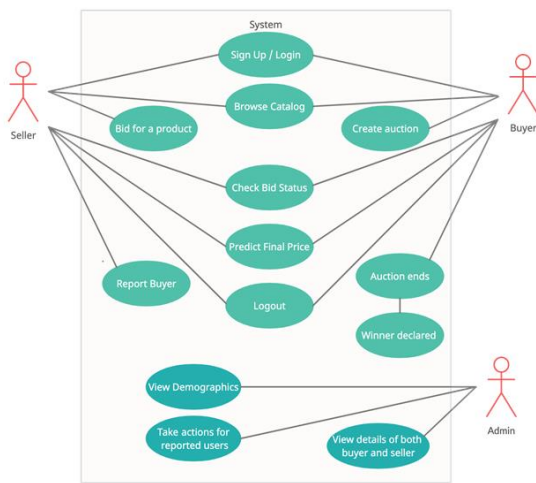 System
Sign Up / Login
Seller
Browse Catalog
Buyer
Bid for a product
Create auction
Check Bid Status
Predict Final Price
Report Buyer
Auction ends
Logout
Winner declared
View Demographics
Admin
Take actions for
reported users
View details of both
buyer and seller